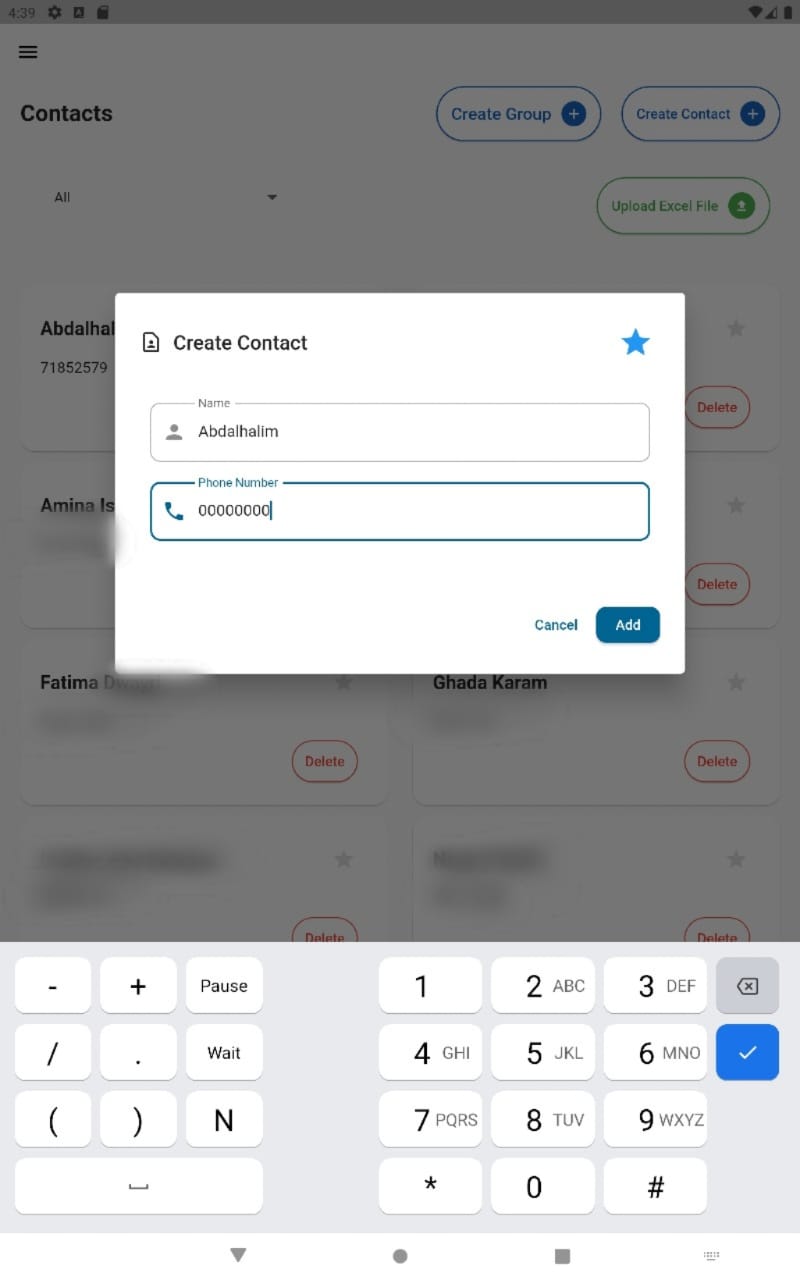 4:39
Contacts
Create Group
Create Contact
All
Upload Excel File
Abdalhal
71852579
Delete
Create Contact
Name
Abdalhalim
Phone Number
00000000
Cancel
Add
Amina Is
Delete
Fatima
Ghada Karam
Delete
Delete
Delete
Delete
- + Pause 1 2 ABC 3 DEF
/ . Wait 4 GHI 5 JKL 6 MNO
( ) N 7 PQRS 8 TUV 9 WXYZ
* 0 #